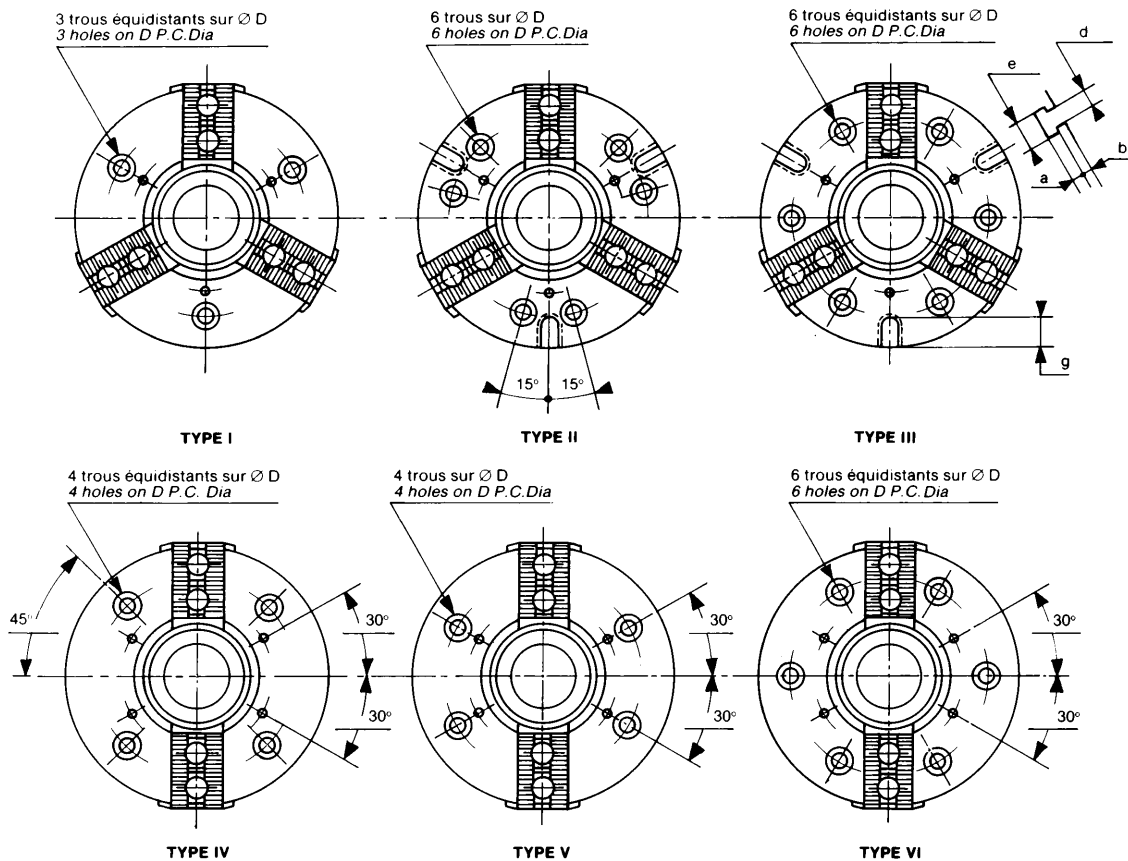 3 trous équidistants sur ∅ D
3 holes on D P.C.Dia
6 trous sur ∅ D
6 holes on D P.C.Dia
6 trous équidistants sur ∅ D
6 holes on D P.C.Dia
d
e
b
a
g
15°
15°
TYPE I
TYPE II
TYPE III
4 trous équidistants sur ∅ D
4 holes on D P.C. Dia
4 trous sur ∅ D
4 holes on D P.C.Dia
6 trous équidistants sur ∅ D
6 holes on D P.C.Dia
45°
30°
30°
30°
30°
30°
30°
TYPE IV
TYPE V
TYPE VI